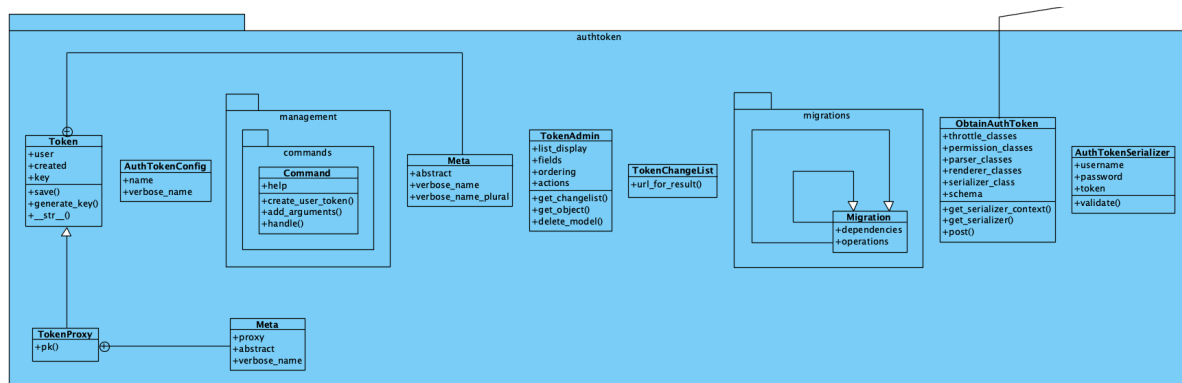 authtoken
Token
+user
+created
+key
+save()
+generate_key()
+__str__()
AuthTokenConfig
+name
+verbose_name
management
commands
Command
+help
+create_user_token()
+add_arguments()
+handle()
Meta
+abstract
+verbose_name
+verbose_name_plural
TokenAdmin
+list_display
+fields
+ordering
+actions
+get_changelist()
+get_object()
+delete_model()
TokenChangeList
+url_for_result()
migrations
Migration
+dependencies
+operations
ObtainAuthToken
+throttle_classes
+permission_classes
+parser_classes
+renderer_classes
+serializer_class
+schema
+get_serializer_context()
+get_serializer()
+post()
AuthTokenSerializer
+username
+password
+token
+validate()
TokenProxy
+pk()
Meta
+proxy
+abstract
+verbose_name